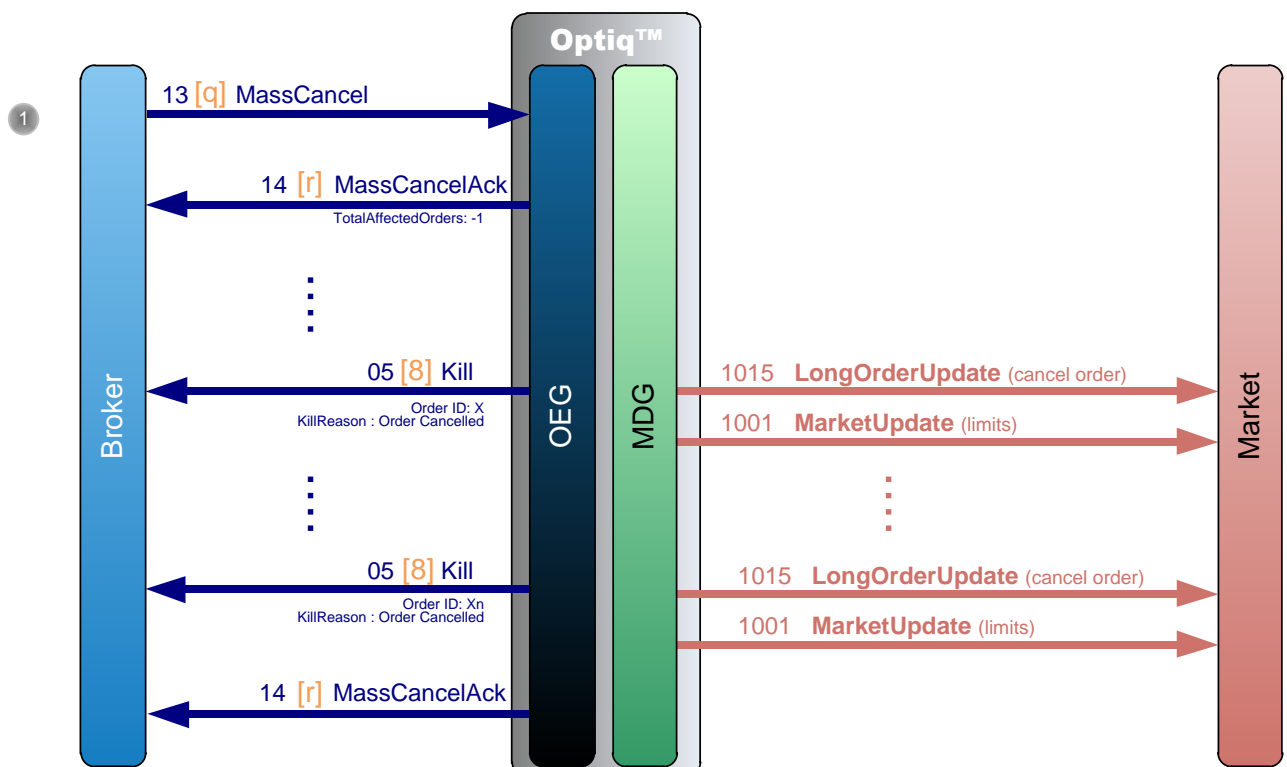 Optiq™
1
13 [q] MassCancel
14 [r] MassCancelAck
TotalAffectedOrders: -1
05 [8] Kill
Order ID: X
KillReason : Order Cancelled
1015 LongOrderUpdate (cancel order)
1001 MarketUpdate (limits)
Broker
OEG
MDG
Market
05 [8] Kill
Order ID: Xn
KillReason : Order Cancelled
1015 LongOrderUpdate (cancel order)
1001 MarketUpdate (limits)
14 [r] MassCancelAck